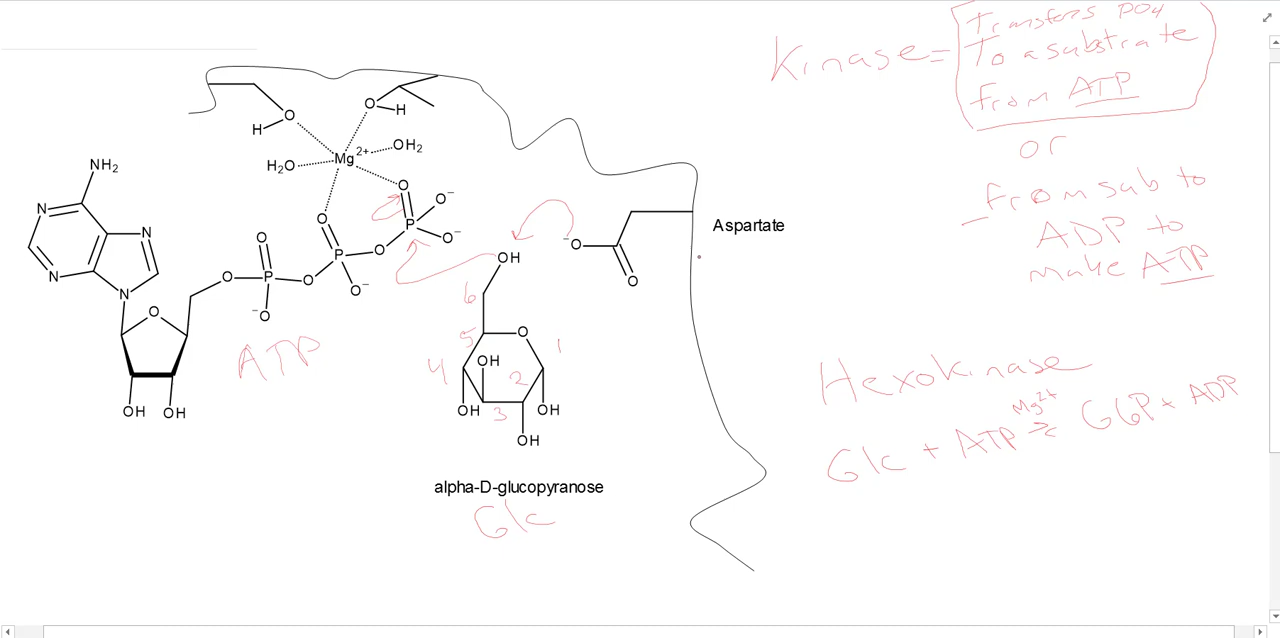 Kinase = Transfers PO4
To a substrate
from ATP
or
- from sub to
ADP to
make ATP
Hexokinase
Mg2+
Glc + ATP ⇌ G6P + ADP
O
H
O
H
Mg2+
OH2
H2O
NH2
N
N
N
N
O
O
O
P
O
P
O
P
O
O−
O−
O−
−O
O
OH
OH
ATP
Aspartate
−O
O
OH
6
5
O
1
4
OH
2
OH
3
OH
OH
alpha-D-glucopyranose
Glc